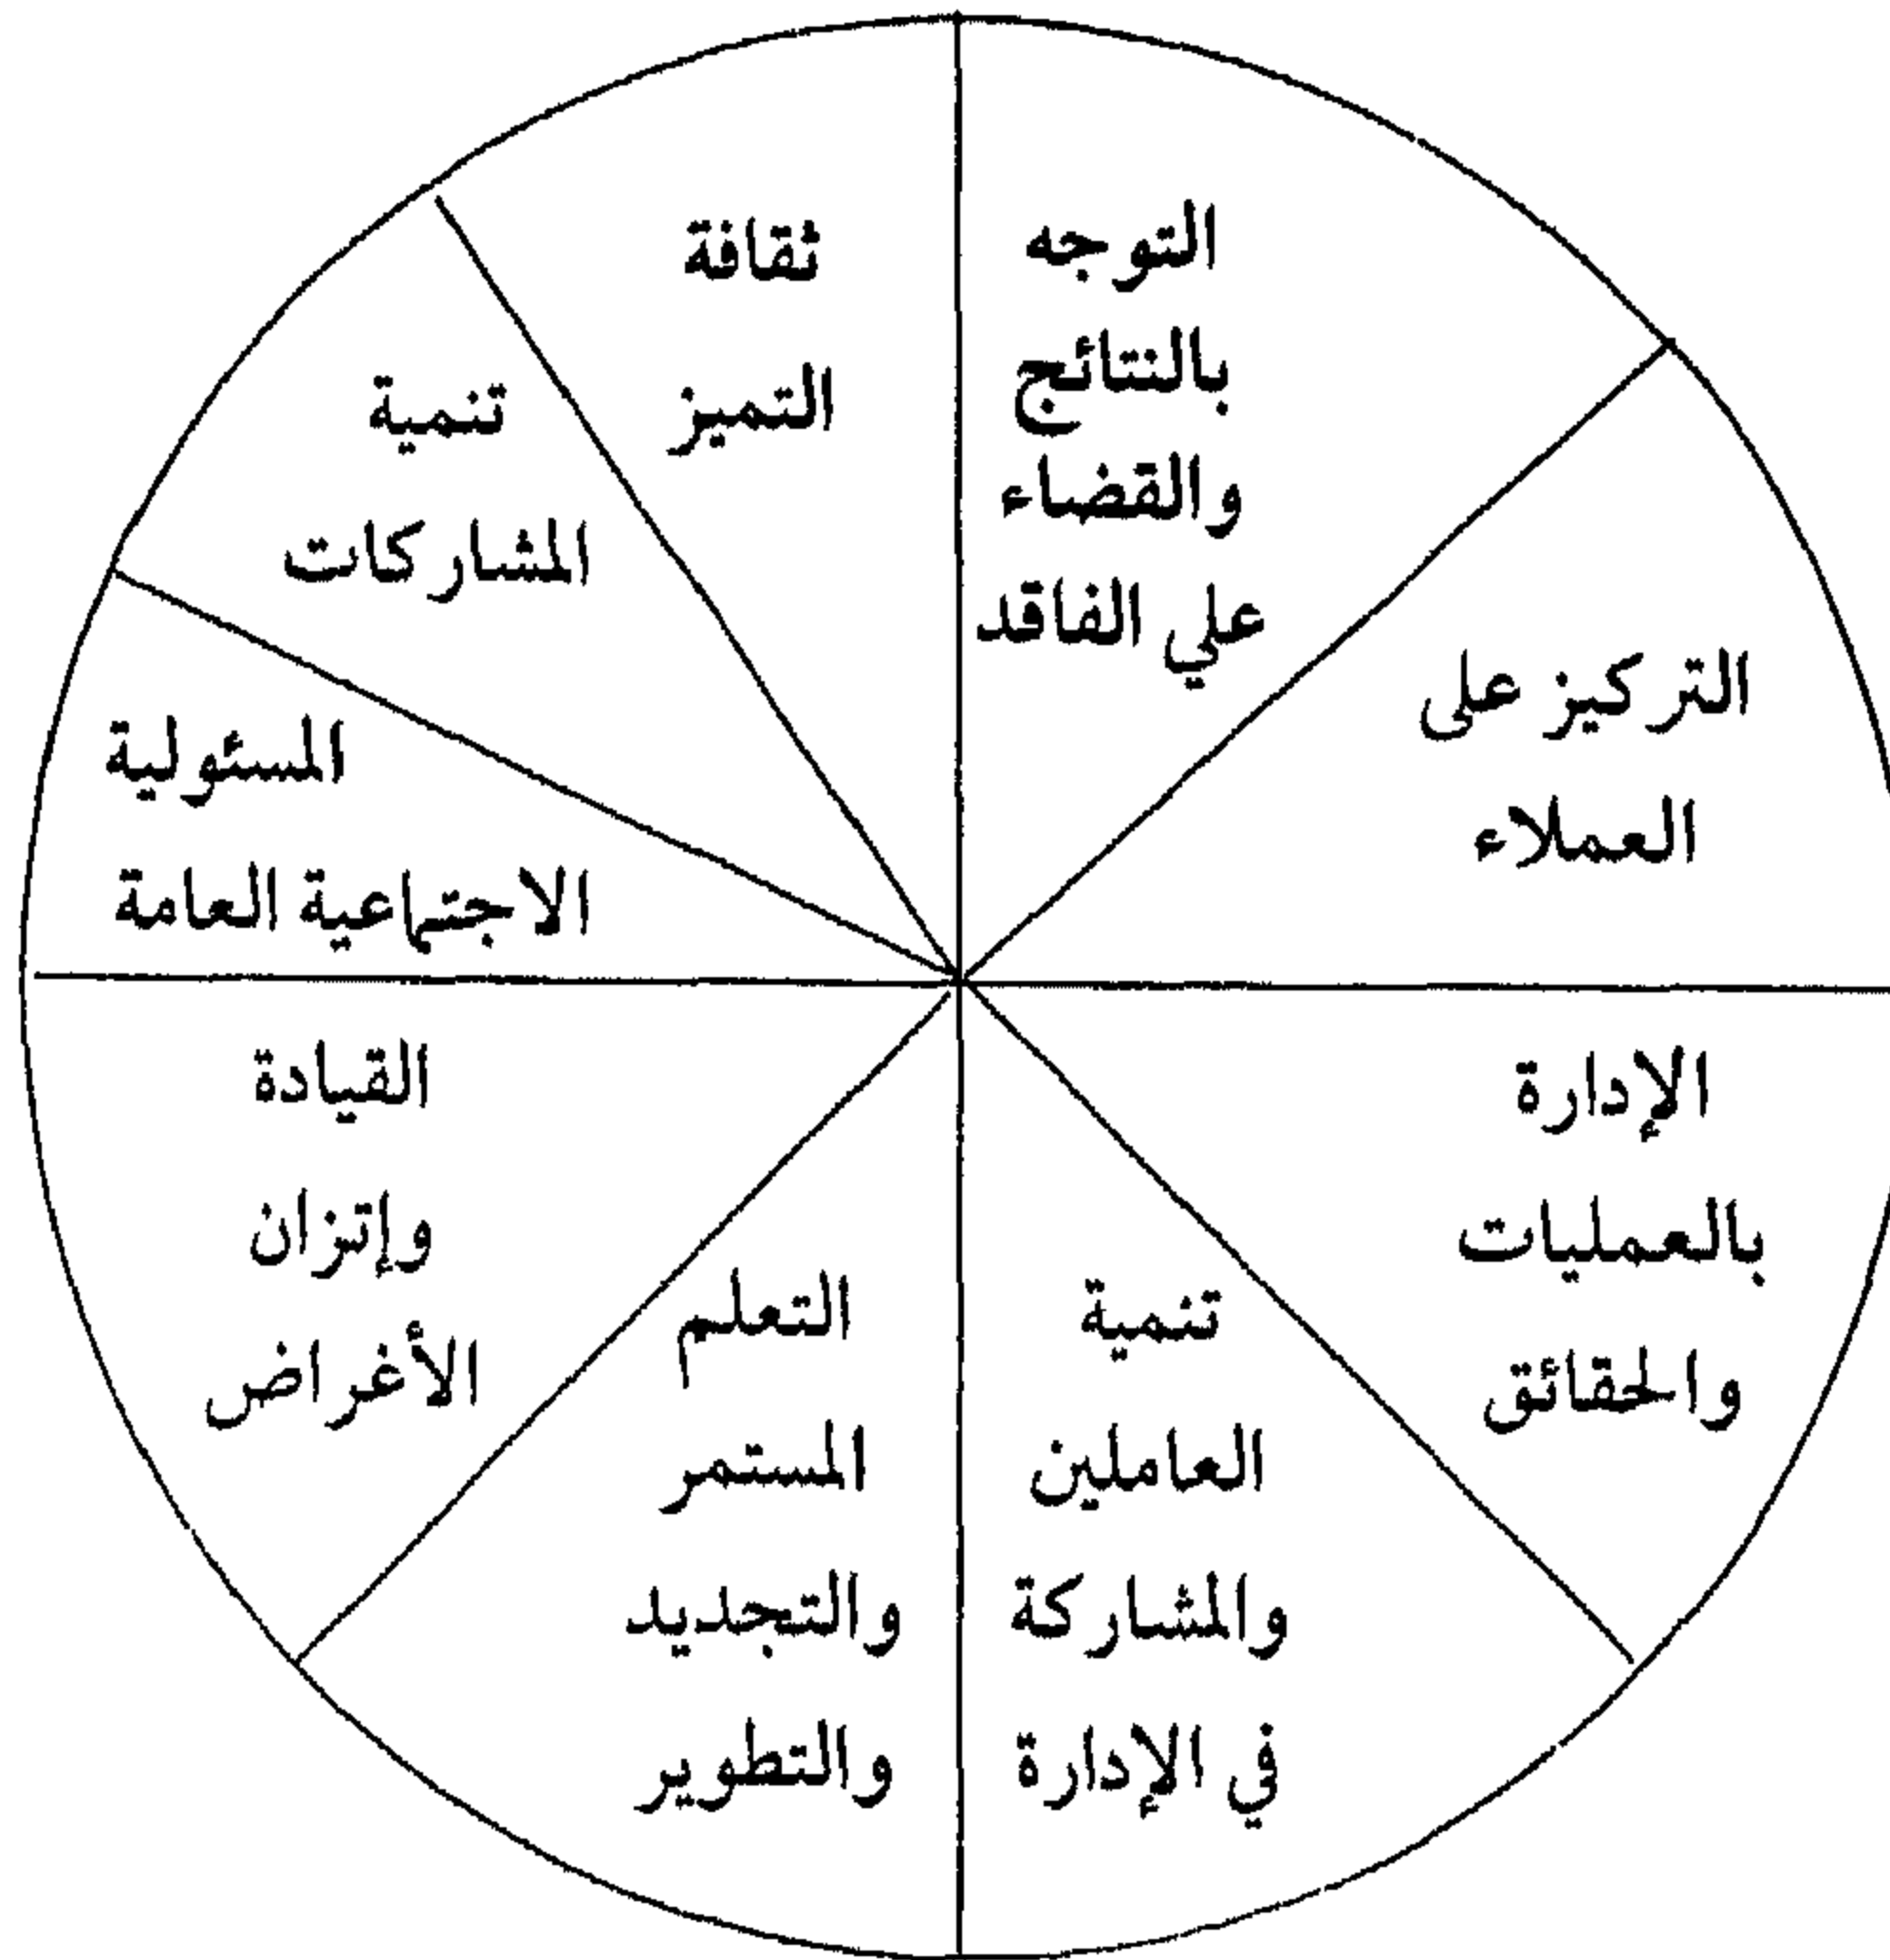 التوجه
بالنتائج
والقضاء
علي الفاقد
التركيز على
العملاء
الإدارة
بالعمليات
والحقائق
تنمية
العاملين
والمشاركة
في الإدارة
التعلم
المستمر
والتجديد
والتطوير
القيادة
وإتزان
الأغراض
المسئولية
الاجتماعية العامة
تنمية
المشاركات
ثقافة
التميز